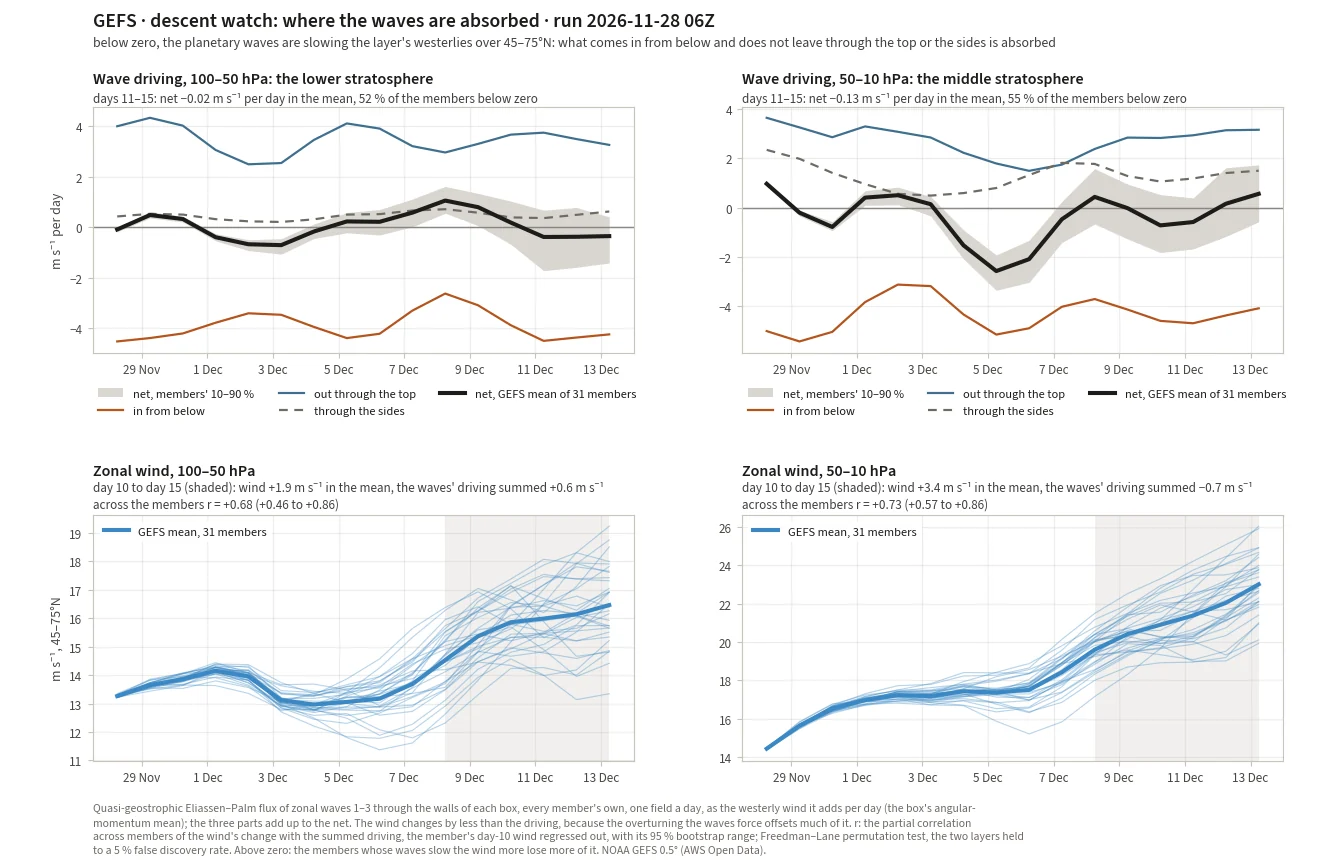 GEFS · descent watch: where the waves are absorbed · run 2026-11-28 06Z
below zero, the planetary waves are slowing the layer's westerlies over 45–75°N: what comes in from below and does not leave through the top or the sides is absorbed
Wave driving, 100–50 hPa: the lower stratosphere
days 11–15: net −0.02 m s⁻¹ per day in the mean, 52 % of the members below zero
m s⁻¹ per day
4
2
0
−2
−4
29 Nov
1 Dec
3 Dec
5 Dec
7 Dec
9 Dec
11 Dec
13 Dec
net, members' 10–90 %
out through the top
net, GEFS mean of 31 members
in from below
through the sides
Wave driving, 50–10 hPa: the middle stratosphere
days 11–15: net −0.13 m s⁻¹ per day in the mean, 55 % of the members below zero
4
2
0
−2
−4
29 Nov
1 Dec
3 Dec
5 Dec
7 Dec
9 Dec
11 Dec
13 Dec
net, members' 10–90 %
out through the top
net, GEFS mean of 31 members
in from below
through the sides
Zonal wind, 100–50 hPa
day 10 to day 15 (shaded): wind +1.9 m s⁻¹ in the mean, the waves' driving summed +0.6 m s⁻¹
across the members r = +0.68 (+0.46 to +0.86)
m s⁻¹, 45–75°N
GEFS mean, 31 members
19
18
17
16
15
14
13
12
11
29 Nov
1 Dec
3 Dec
5 Dec
7 Dec
9 Dec
11 Dec
13 Dec
Zonal wind, 50–10 hPa
day 10 to day 15 (shaded): wind +3.4 m s⁻¹ in the mean, the waves' driving summed −0.7 m s⁻¹
across the members r = +0.73 (+0.57 to +0.86)
GEFS mean, 31 members
26
24
22
20
18
16
14
29 Nov
1 Dec
3 Dec
5 Dec
7 Dec
9 Dec
11 Dec
13 Dec
Quasi-geostrophic Eliassen–Palm flux of zonal waves 1–3 through the walls of each box, every member's own, one field a day, as the westerly wind it adds per day (the box's angular-
momentum mean); the three parts add up to the net. The wind changes by less than the driving, because the overturning the waves force offsets much of it. r: the partial correlation
across members of the wind's change with the summed driving, the member's day-10 wind regressed out, with its 95 % bootstrap range; Freedman–Lane permutation test, the two layers held
to a 5 % false discovery rate. Above zero: the members whose waves slow the wind more lose more of it. NOAA GEFS 0.5° (AWS Open Data).